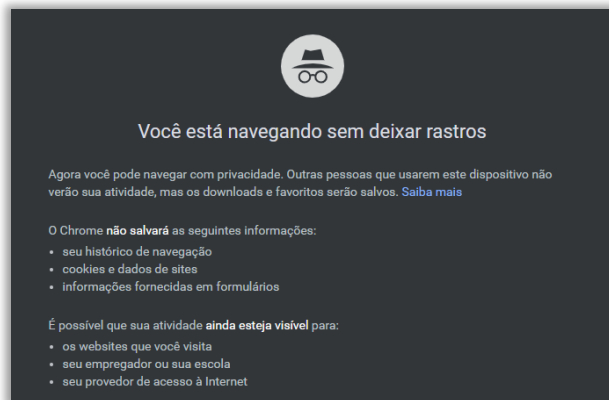 Você está navegando sem deixar rastros
Agora você pode navegar com privacidade. Outras pessoas que usarem este dispositivo não
verão sua atividade, mas os downloads e favoritos serão salvos. Saiba mais
O Chrome não salvará as seguintes informações:
• seu histórico de navegação
• cookies e dados de sites
• informações fornecidas em formulários
É possível que sua atividade ainda esteja visível para:
• os websites que você visita
• seu empregador ou sua escola
• seu provedor de acesso à Internet